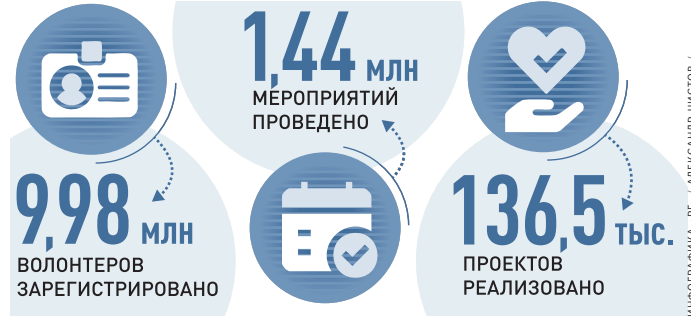 1,44 МЛН
МЕРОПРИЯТИЙ
ПРОВЕДЕНО
9,98 МЛН
ВОЛОНТЕРОВ
ЗАРЕГИСТРИРОВАНО
136,5 ТЫС.
ПРОЕКТОВ
РЕАЛИЗОВАНО